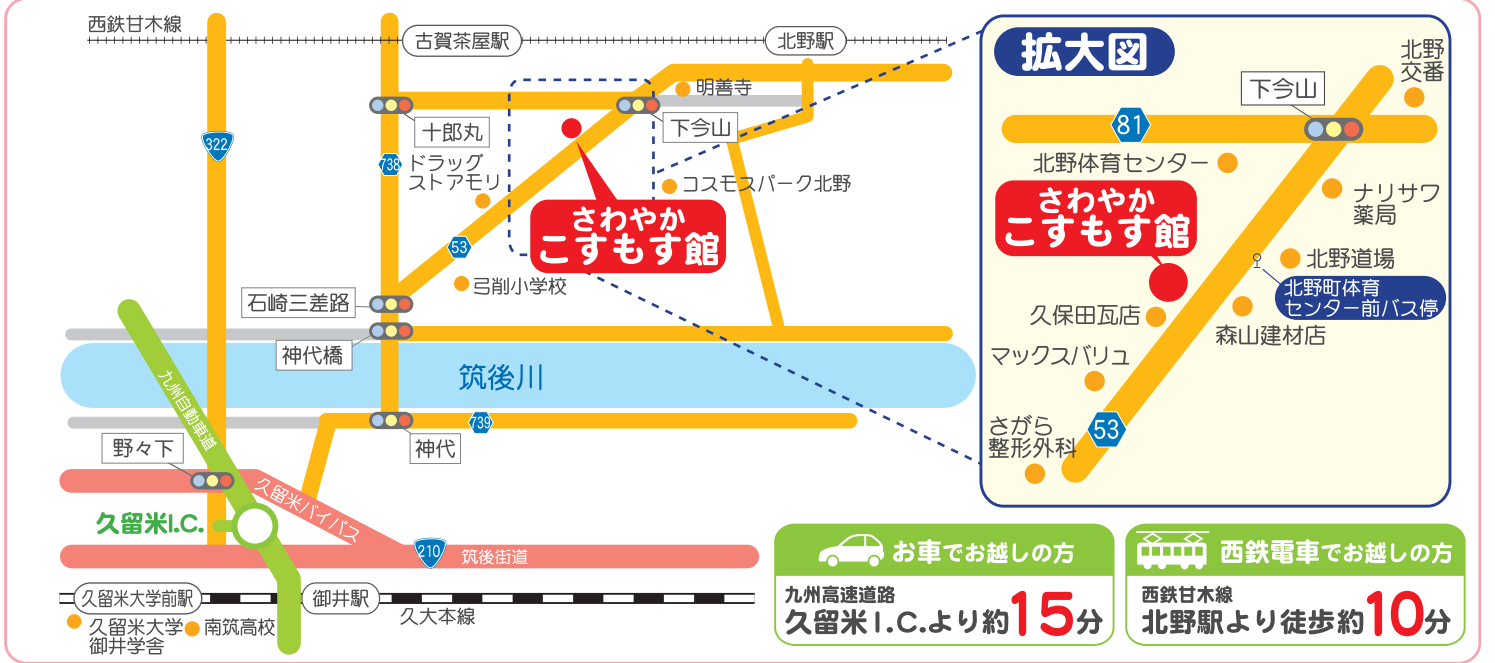 西鉄甘木線
古賀茶屋駅
北野駅
322
十郎丸
738
ドラッグ
ストアモリ
明善寺
下今山
コスモスパーク北野
さわやか
こすもす館
53
弓削小学校
石崎三差路
神代橋
筑後川
九州自動車道
739
神代
野々下
久留米バイパス
久留米I.C.
210
筑後街道
久留米大学前駅
御井駅
久大本線
久留米大学
御井学舎
南筑高校
拡大図
北野
交番
下今山
81
北野体育センター
ナリサワ
薬局
さわやか
こすもす館
北野道場
北野町体育
センター前バス停
久保田瓦店
森山建材店
マックスバリュ
さがら
整形外科
53
お車でお越しの方
九州高速道路
久留米I.C.より約15分
西鉄電車でお越しの方
西鉄甘木線
北野駅より徒歩約10分